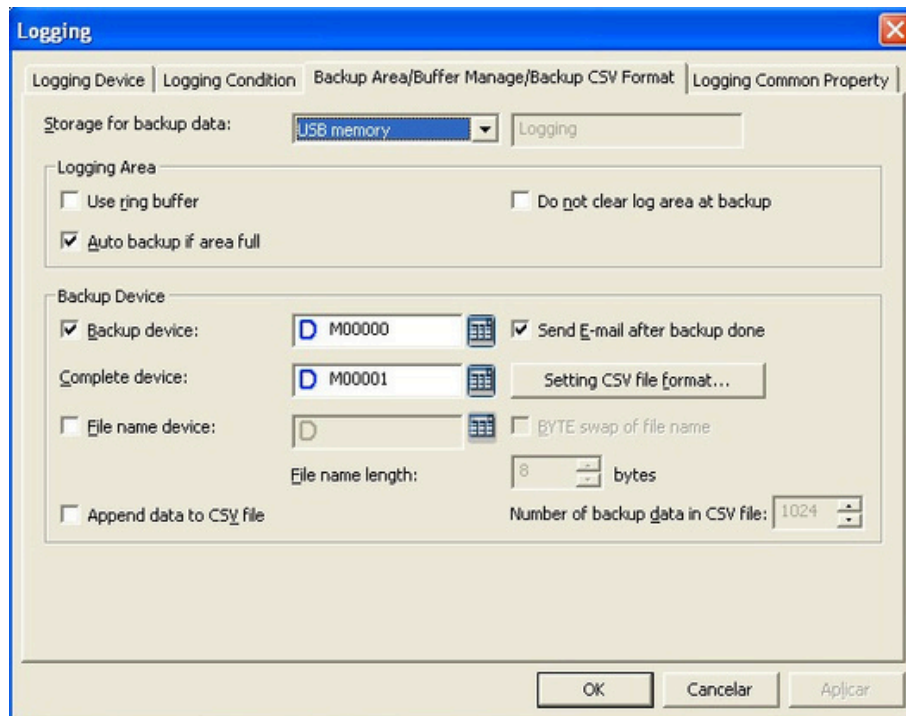 Logging
Logging Device Logging Condition Backup Area/Buffer Manage/Backup CSV Format Logging Common Property
Storage for backup data: USB memory Logging
Logging Area
Use ring buffer Do not clear log area at backup
Auto backup if area full
Backup Device
Backup device: D M00000 Send E-mail after backup done
Complete device: D M00001 Setting CSV file format...
File name device: D BYTE swap of file name
File name length: 8 bytes
Append data to CSV file Number of backup data in CSV file: 1024
OK Cancelar Aplicar